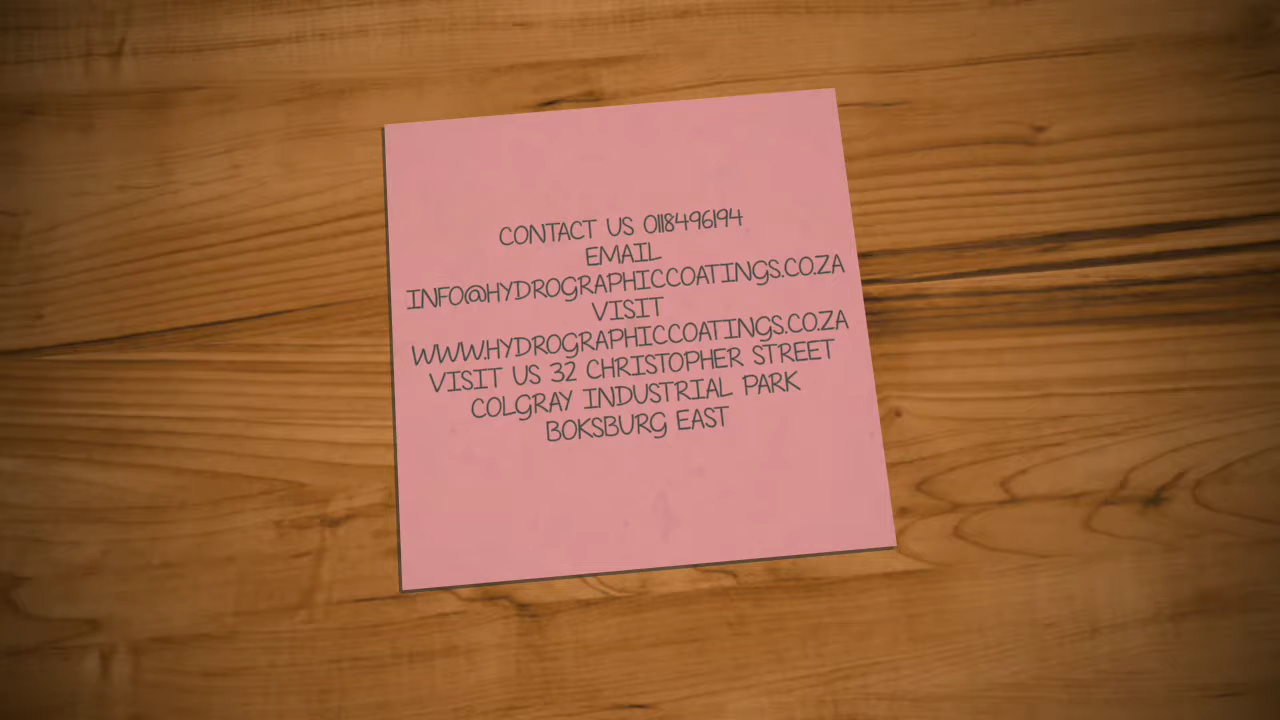 CONTACT US 0118496194
EMAIL
INFO@HYDROGRAPHICCOATINGS.CO.ZA
VISIT
WWW.HYDROGRAPHICCOATINGS.CO.ZA
VISIT US 32 CHRISTOPHER STREET
COLGRAY INDUSTRIAL PARK
BOKSBURG EAST